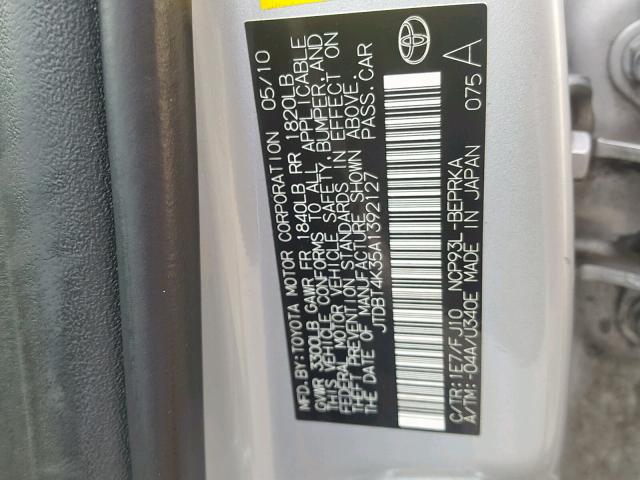 MFD. BY: TOYOTA MOTOR CORPORATION 05/10
GVWR 3300LB GAWR FR 1840LB RR 1820LB
THIS VEHICLE CONFORMS TO ALL APPLICABLE
FEDERAL MOTOR VEHICLE SAFETY, BUMPER, AND
THEFT PREVENTION STANDARDS IN EFFECT ON
THE DATE OF MANUFACTURE SHOWN ABOVE.
JTDBT4K35A1392127 PASS. CAR
C/TR: 1E7/FJ10 NCP93L-BEPRKA 075 A
A/TM: -04A/U340E MADE IN JAPAN